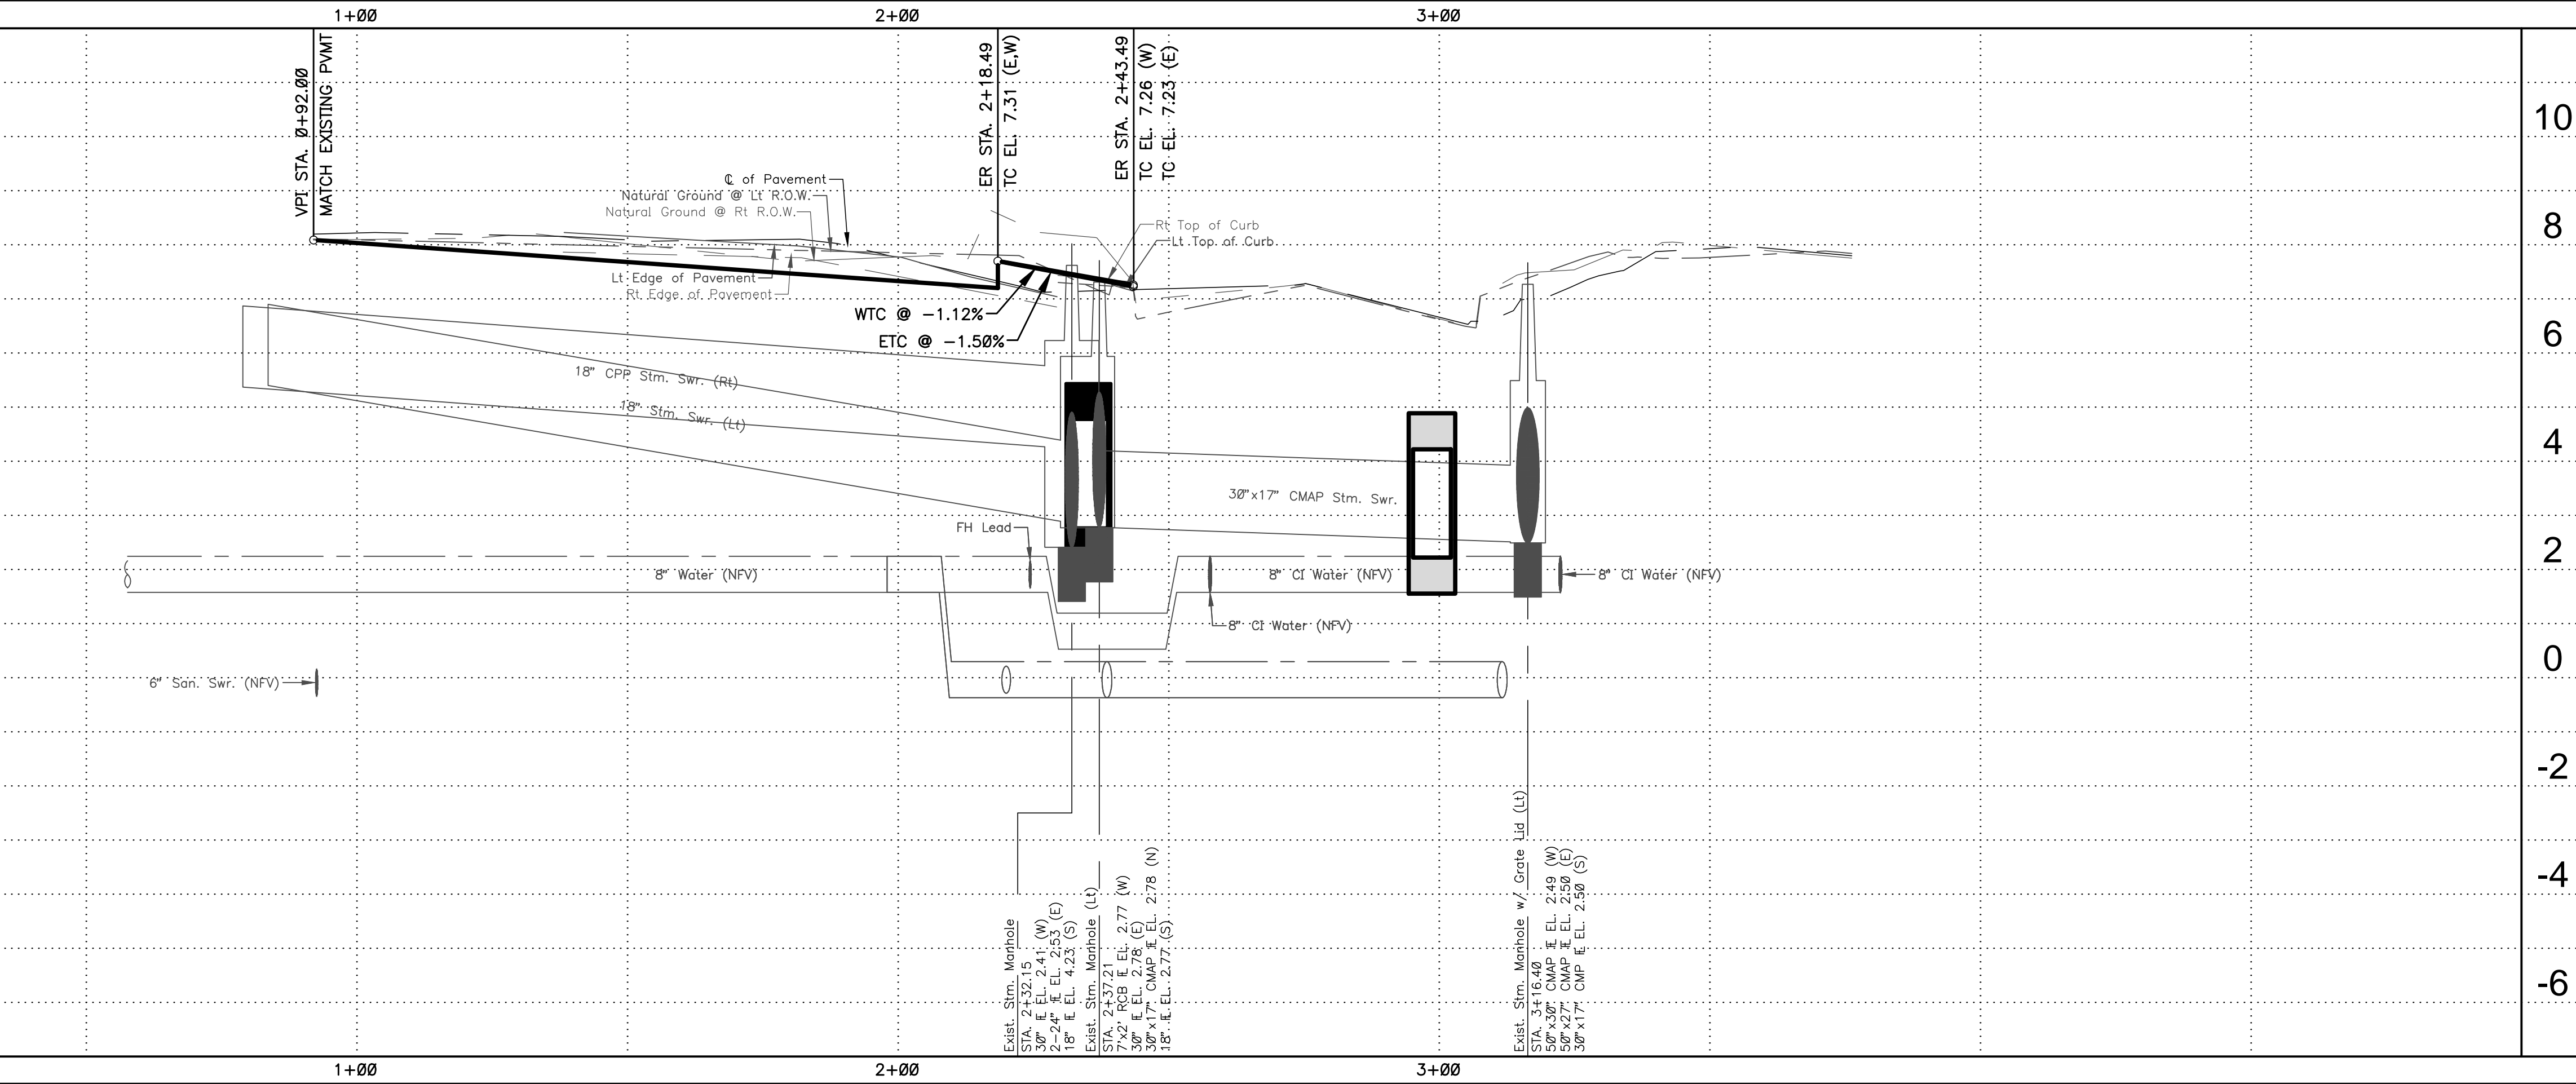 1+00
2+00
3+00
VPI STA. 0+92.00
MATCH EXISTING PVMT
ER STA. 2+18.49
TC EL. 7.31 (E,W)
ER STA. 2+43.49
TC EL. 7.26 (W)
TC EL. 7.23 (E)
℄ of Pavement
Natural Ground @ Lt R.O.W.
Natural Ground @ Rt R.O.W.
Rt Top of Curb
Lt Top of Curb
Lt Edge of Pavement
Rt Edge of Pavement
WTC @ -1.12%
ETC @ -1.50%
18" CPP Stm. Swr. (Rt)
18" Stm. Swr. (Lt)
30"x17" CMAP Stm. Swr.
FH Lead
8" Water (NFV)
8" CI Water (NFV)
8" CI Water (NFV)
8" CI Water (NFV)
6" San. Swr. (NFV)
10
8
6
4
2
0
-2
-4
-6
Exist. Stm. Manhole
STA. 2+32.15
30" FL EL. 2.41 (W)
2-24" FL EL. 2.53 (E)
18" FL EL. 4.23 (S)
Exist. Stm. Manhole (Lt)
STA. 2+37.21
7'x2' RCB FL EL. 2.77 (W)
30" FL EL. 2.78 (E)
30"x17" CMAP FL EL. 2.78 (N)
18" FL EL. 2.77 (S)
Exist. Stm. Manhole w/ Grate Lid (Lt)
STA. 3+16.40
50"x30" CMAP FL EL. 2.49 (W)
50"x27" CMAP FL EL. 2.50 (E)
30"x17" CMP FL EL. 2.50 (S)
1+00
2+00
3+00